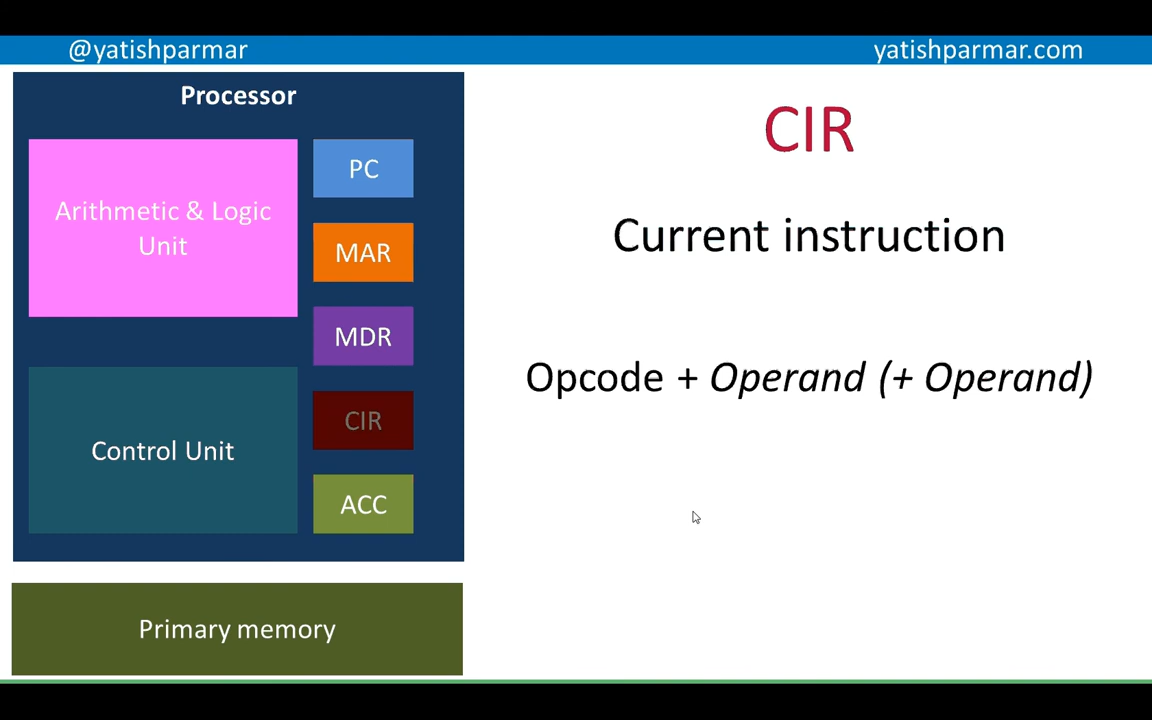 @yatishparmar
yatishparmar.com
Processor
Arithmetic & Logic
Unit
Control Unit
PC
MAR
MDR
CIR
ACC
Primary memory
CIR
Current instruction
Opcode + Operand (+ Operand)